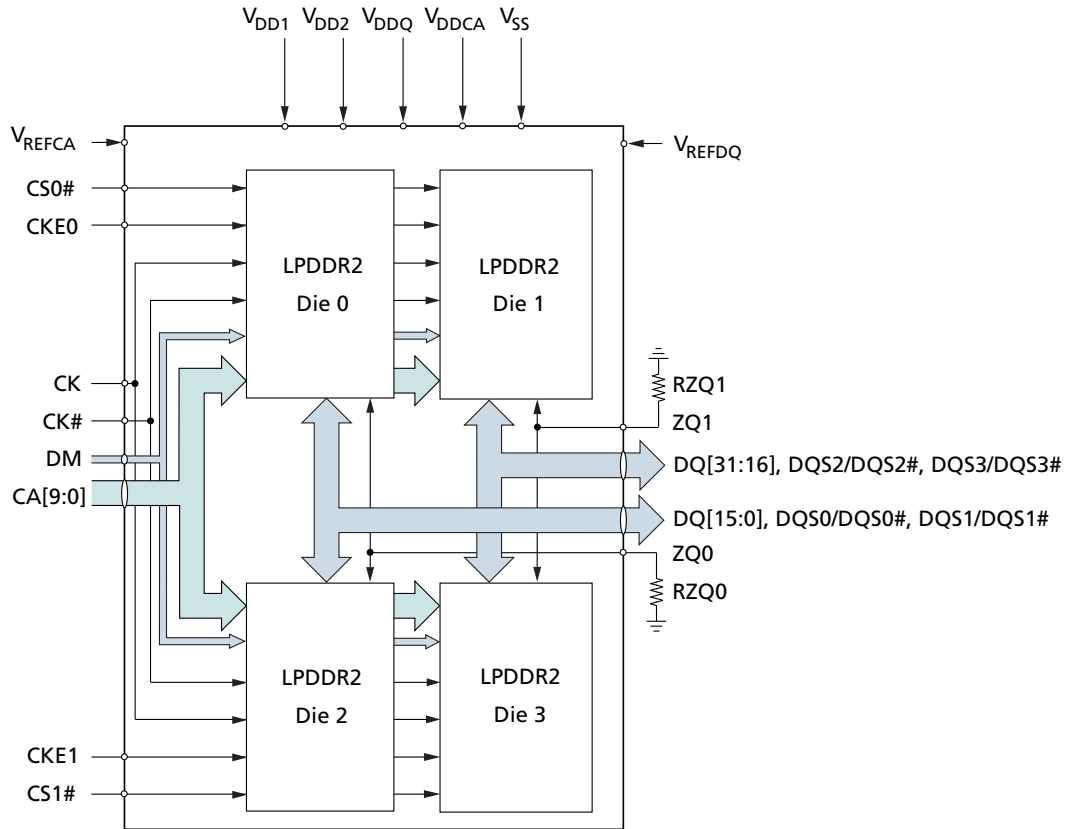 VDD1 VDD2 VDDQ VDDCA VSS
VREFCA
VREFDQ
CS0#
CKE0
LPDDR2
Die 0
LPDDR2
Die 1
CK
CK#
DM
CA[9:0]
RZQ1
ZQ1
DQ[31:16], DQS2/DQS2#, DQS3/DQS3#
DQ[15:0], DQS0/DQS0#, DQS1/DQS1#
ZQ0
RZQ0
LPDDR2
Die 2
LPDDR2
Die 3
CKE1
CS1#